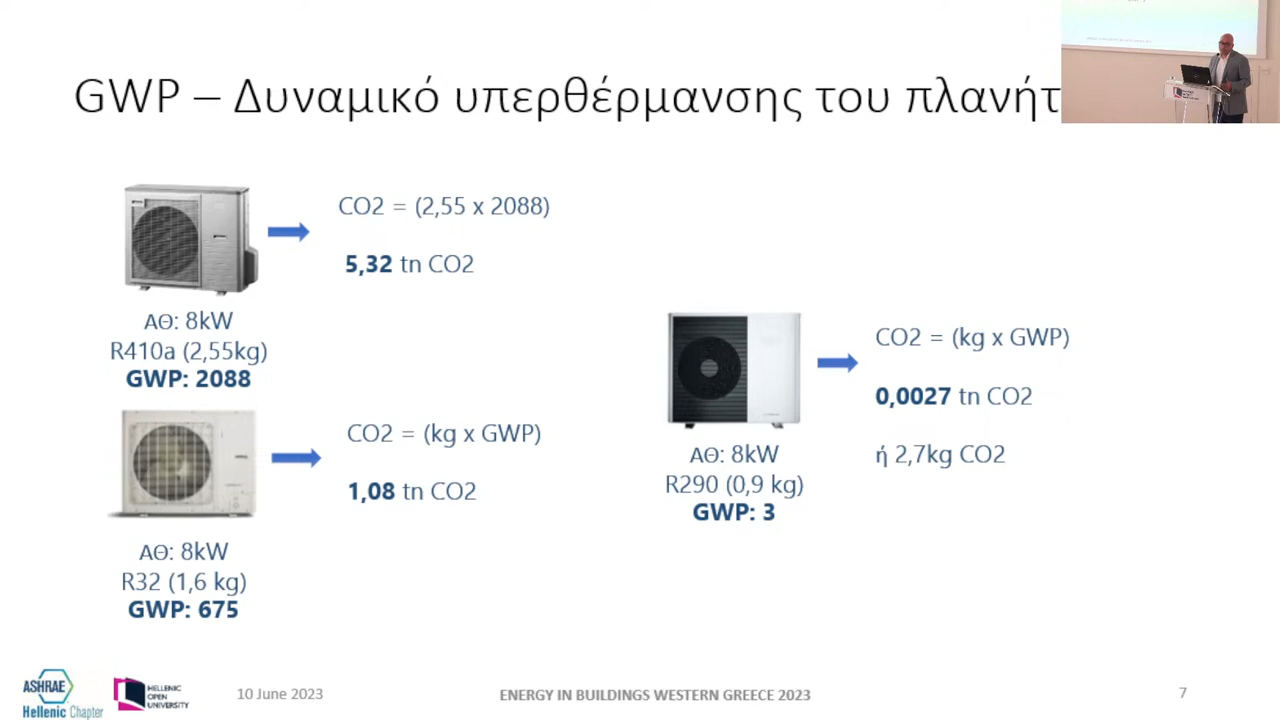 GWP – Δυναμικό υπερθέρμανσης του πλανήτ
CO2 = (2,55 x 2088)
5,32 tn CO2
ΑΘ: 8kW
R410a (2,55kg)
GWP: 2088
CO2 = (kg x GWP)
1,08 tn CO2
ΑΘ: 8kW
R32 (1,6 kg)
GWP: 675
CO2 = (kg x GWP)
0,0027 tn CO2
ή 2,7kg CO2
ΑΘ: 8kW
R290 (0,9 kg)
GWP: 3
ASHRAE
Hellenic Chapter
HELLENIC
OPEN
UNIVERSITY
10 June 2023
ENERGY IN BUILDINGS WESTERN GREECE 2023
7